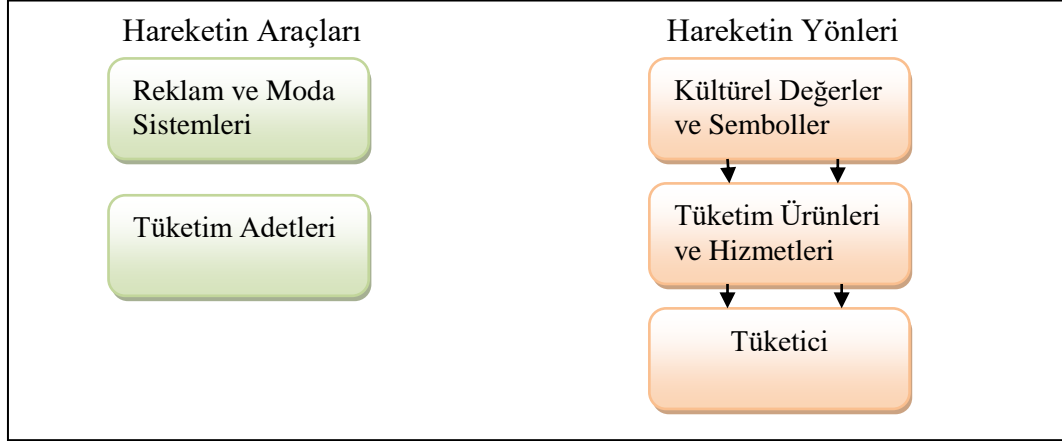 Hareketin Araçları
Reklam ve Moda
Sistemleri
Tüketim Adetleri
Hareketin Yönleri
Kültürel Değerler
ve Semboller
Tüketim Ürünleri
ve Hizmetleri
Tüketici